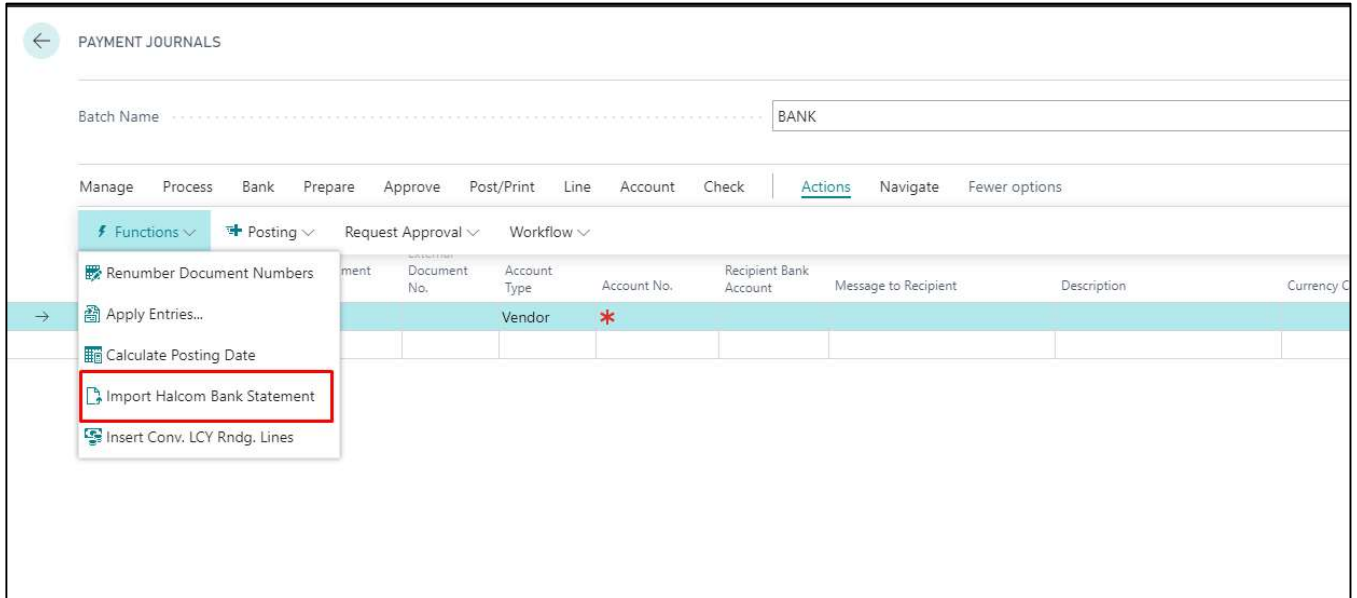 PAYMENT JOURNALS
Batch Name BANK
Manage Process Bank Prepare Approve Post/Print Line Account Check Actions Navigate Fewer options
Functions Posting Request Approval Workflow
Renumber Document Numbers
Apply Entries...
Calculate Posting Date
Import Halcom Bank Statement
Insert Conv. LCY Rndg. Lines
Document No.
Account Type
Account No.
Recipient Bank Account
Message to Recipient
Description
Currency C
Vendor